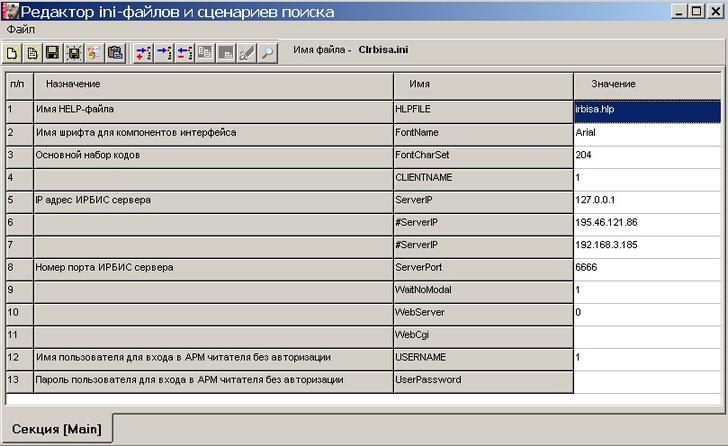 Редактор ini-файлов и сценариев поиска
Файл
Имя файла - CIrbisa.ini
п/п Назначение Имя Значение
1 Имя HELP-файла HLPFILE irbisa.hlp
2 Имя шрифта для компонентов интерфейса FontName Arial
3 Основной набор кодов FontCharSet 204
4 CLIENTNAME 1
5 IP адрес ИРБИС сервера ServerIP 127.0.0.1
6 #ServerIP 195.46.121.86
7 #ServerIP 192.168.3.185
8 Номер порта ИРБИС сервера ServerPort 6666
9 WaitNoModal 1
10 WebServer 0
11 WebCgi
12 Имя пользователя для входа в АРМ читателя без авторизации USERNAME 1
13 Пароль пользователя для входа в АРМ читателя без авторизации UserPassword
Секция [Main]